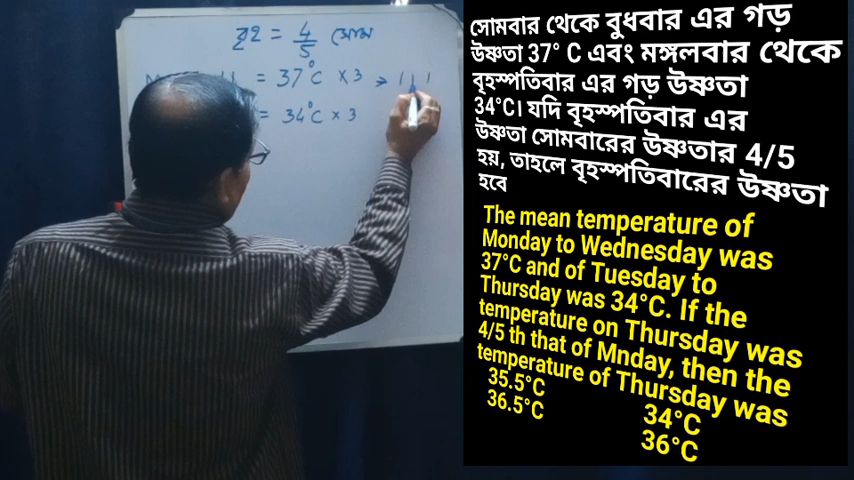 বৃহ = 4/5 সোম
= 37°C × 3 → 111
= 34°C × 3
সোমবার থেকে বুধবার এর গড়
উষ্ণতা 37° C এবং মঙ্গলবার থেকে
বৃহস্পতিবার এর গড় উষ্ণতা
34°C। যদি বৃহস্পতিবার এর
উষ্ণতা সোমবারের উষ্ণতার 4/5
হয়, তাহলে বৃহস্পতিবারের উষ্ণতা
হবে
The mean temperature of
Monday to Wednesday was
37°C and of Tuesday to
Thursday was 34°C. If the
temperature on Thursday was
4/5 th that of Mnday, then the
temperature of Thursday was
35.5°C 34°C
36.5°C 36°C